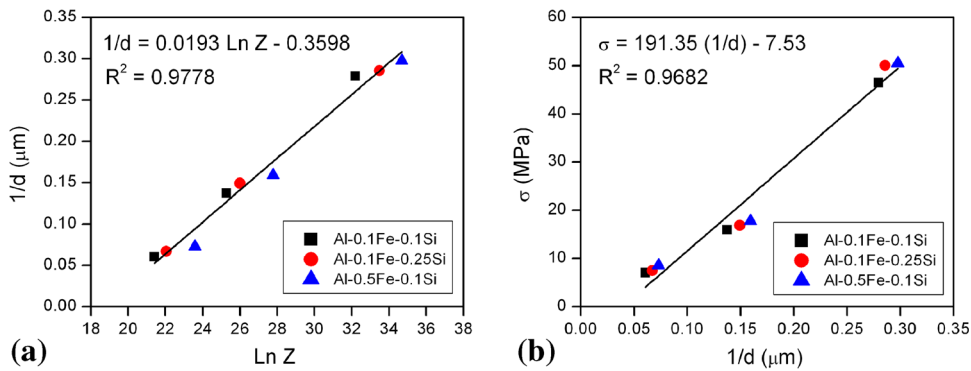 1/d = 0.0193 Ln Z - 0.3598
R² = 0.9778
0.35
0.30
0.25
0.20
0.15
0.10
0.05
0.00
1/d (μm)
Al-0.1Fe-0.1Si
Al-0.1Fe-0.25Si
Al-0.5Fe-0.1Si
18 20 22 24 26 28 30 32 34 36 38
Ln Z
(a)
σ = 191.35 (1/d) - 7.53
R² = 0.9682
60
50
40
30
20
10
0
σ (MPa)
Al-0.1Fe-0.1Si
Al-0.1Fe-0.25Si
Al-0.5Fe-0.1Si
0.00 0.05 0.10 0.15 0.20 0.25 0.30 0.35
1/d (μm)
(b)